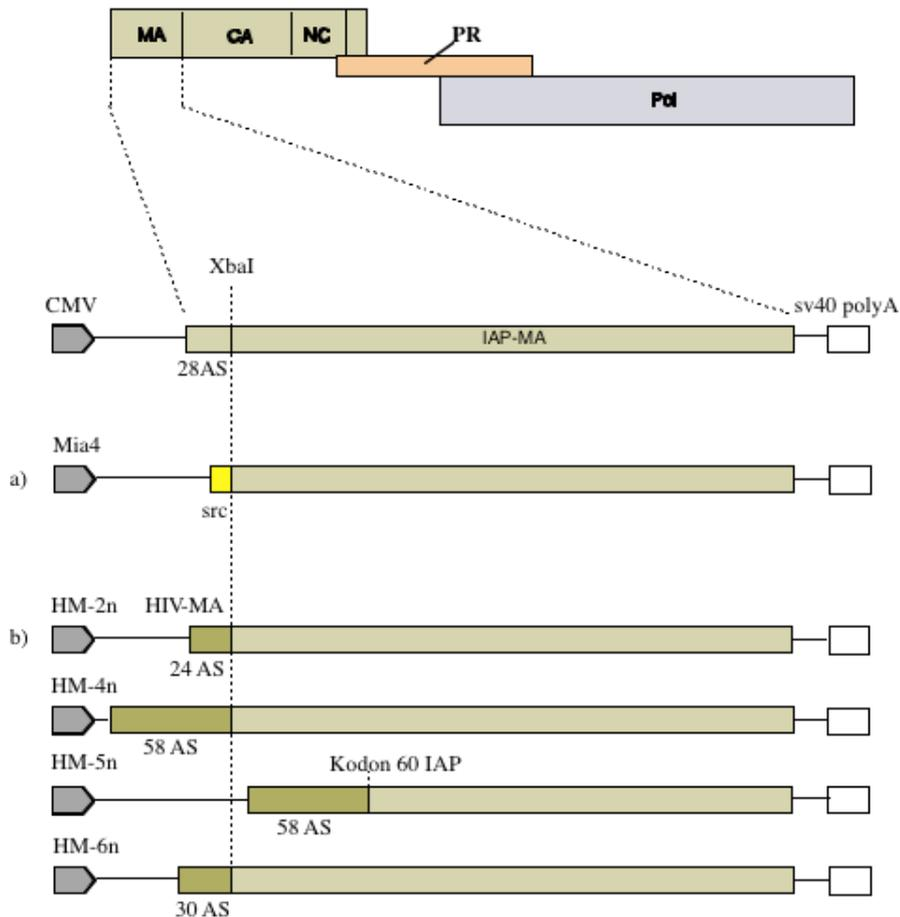 MA CA NC PR
Pol
XbaI
CMV sv40 polyA
IAP-MA
28AS
Mia4
a)
src
HM-2n HIV-MA
b)
24 AS
HM-4n
58 AS
HM-5n Kodon 60 IAP
58 AS
HM-6n
30 AS